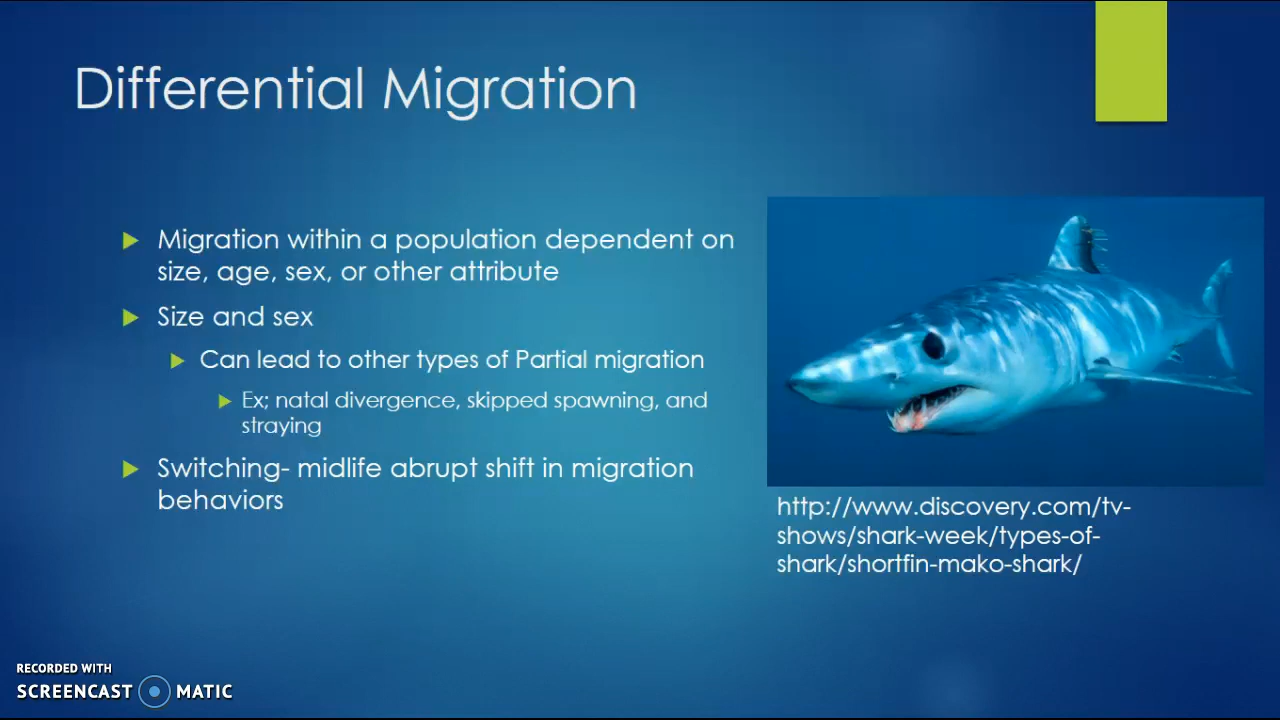 Differential Migration
Migration within a population dependent on
size, age, sex, or other attribute
Size and sex
Can lead to other types of Partial migration
Ex; natal divergence, skipped spawning, and
straying
Switching- midlife abrupt shift in migration
behaviors
http://www.discovery.com/tv-
shows/shark-week/types-of-
shark/shortfin-mako-shark/
RECORDED WITH
SCREENCAST MATIC